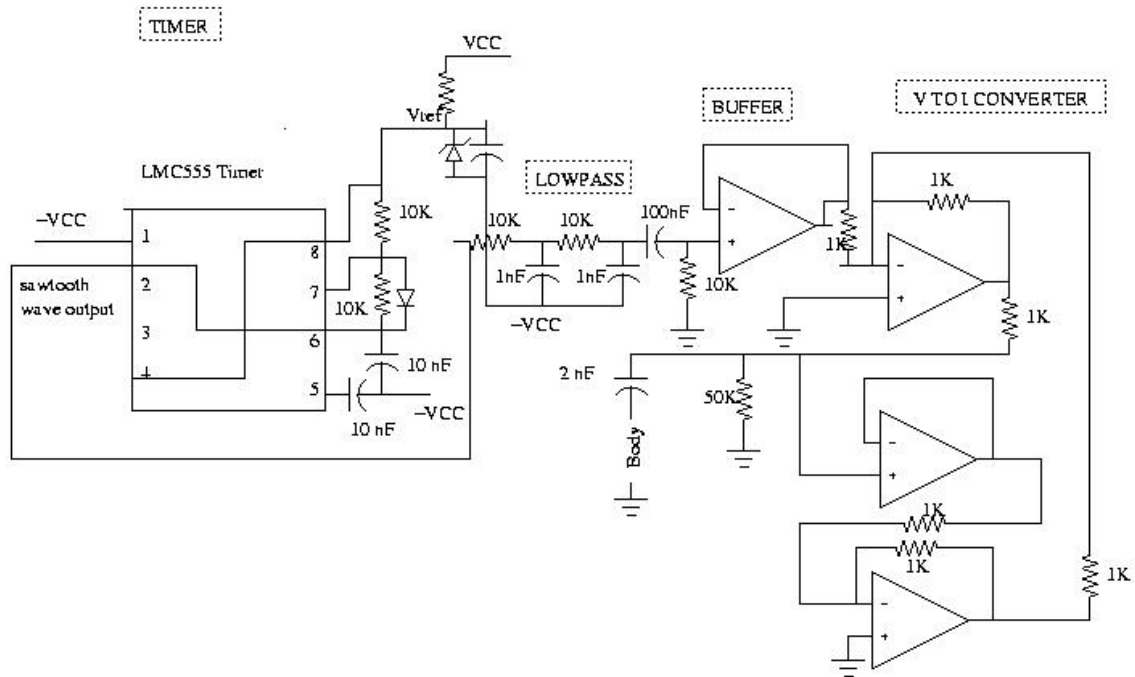 TIMER
VCC
Vref
BUFFER
V TO I CONVERTER
LMC555 Timer
LOWPASS
1K
10K
10K
10K
100nF
−VCC
1
8
−
1K
−
+
+
sawtooth
wave output
2
7
10K
1nF
1nF
10K
3
6
−VCC
1K
4
10 nF
2 nF
5
−VCC
50K
10 nF
Body
−
+
1K
1K
1K
−
+